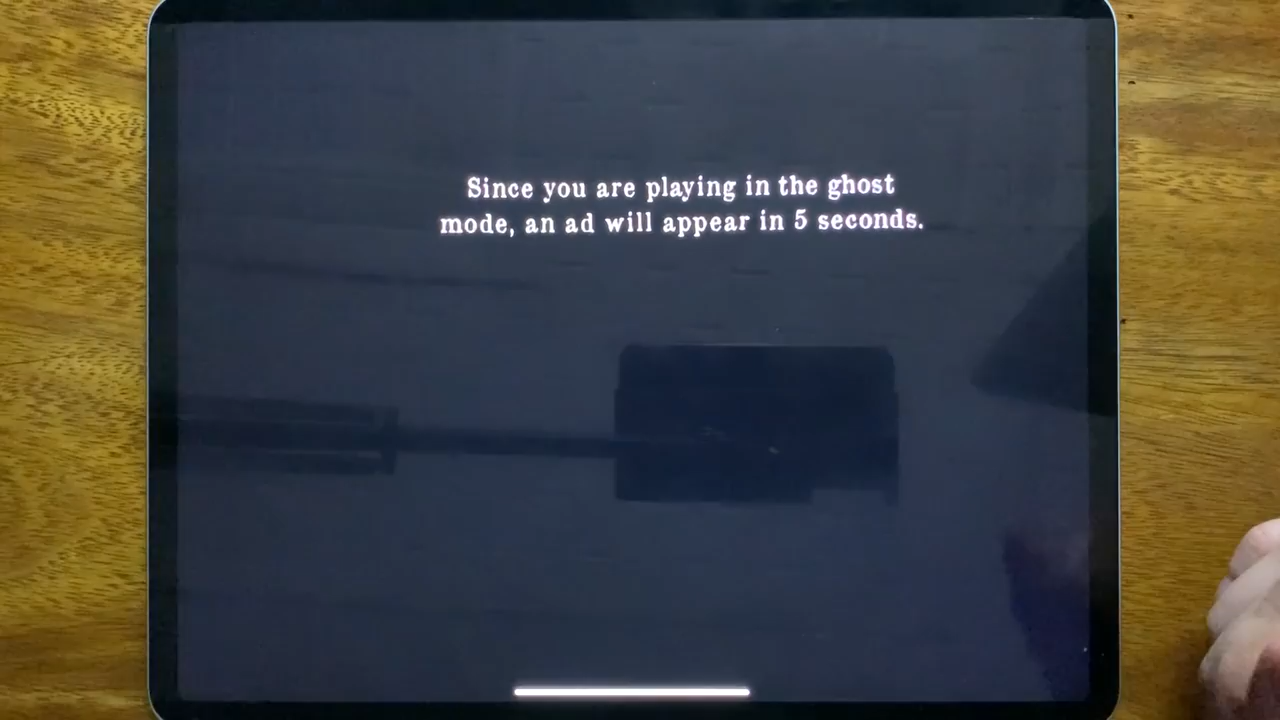 Since you are playing in the ghost
mode, an ad will appear in 5 seconds.